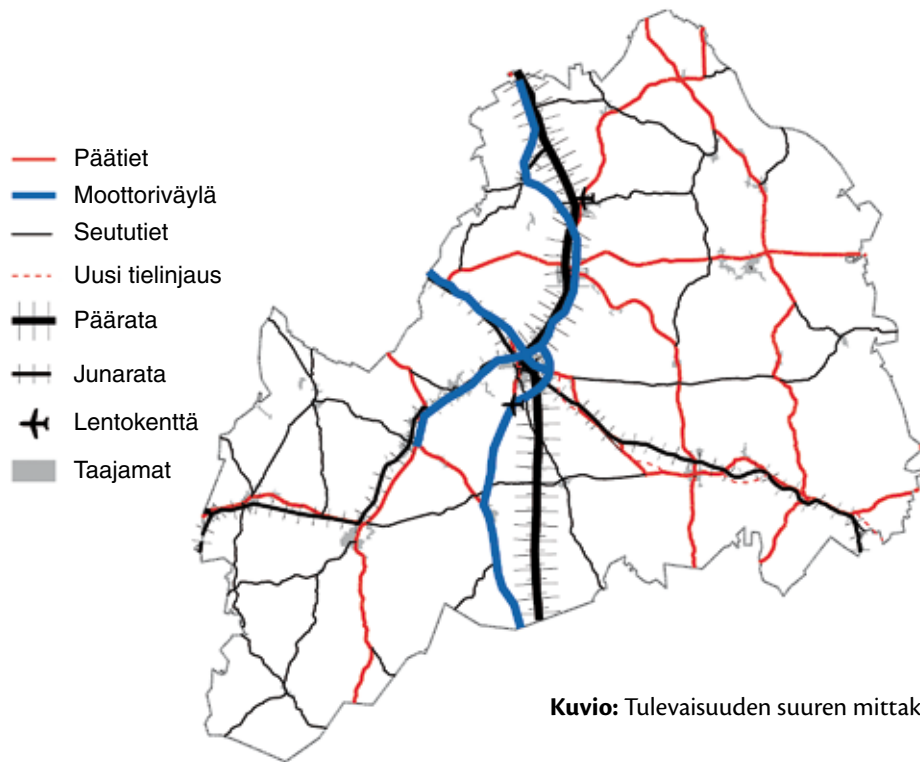 Päätiet
Moottoriväylä
Seututiet
Uusi tielinjaus
Päärata
Junarata
Lentokenttä
Taajamat
Kuvio: Tulevaisuuden suuren mittak